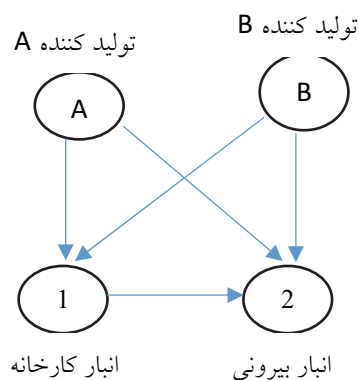 تولید کننده B
تولید کننده A
B
A
1
2
انبار کارخانه
انبار بیرونی